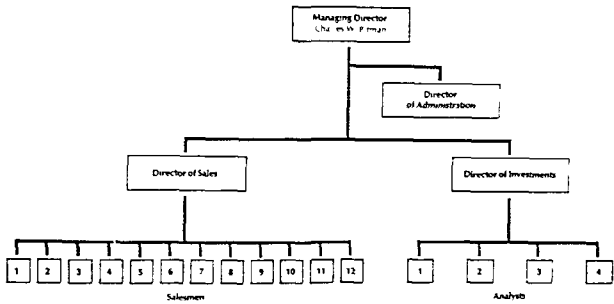 Managing Director
Charles W.
Director
of Administration
Director of Sales
Director of Investments
1 2 3 4 5 6 7 8 9 10 11 12
1 2 3 4
Salesmen
Analysts